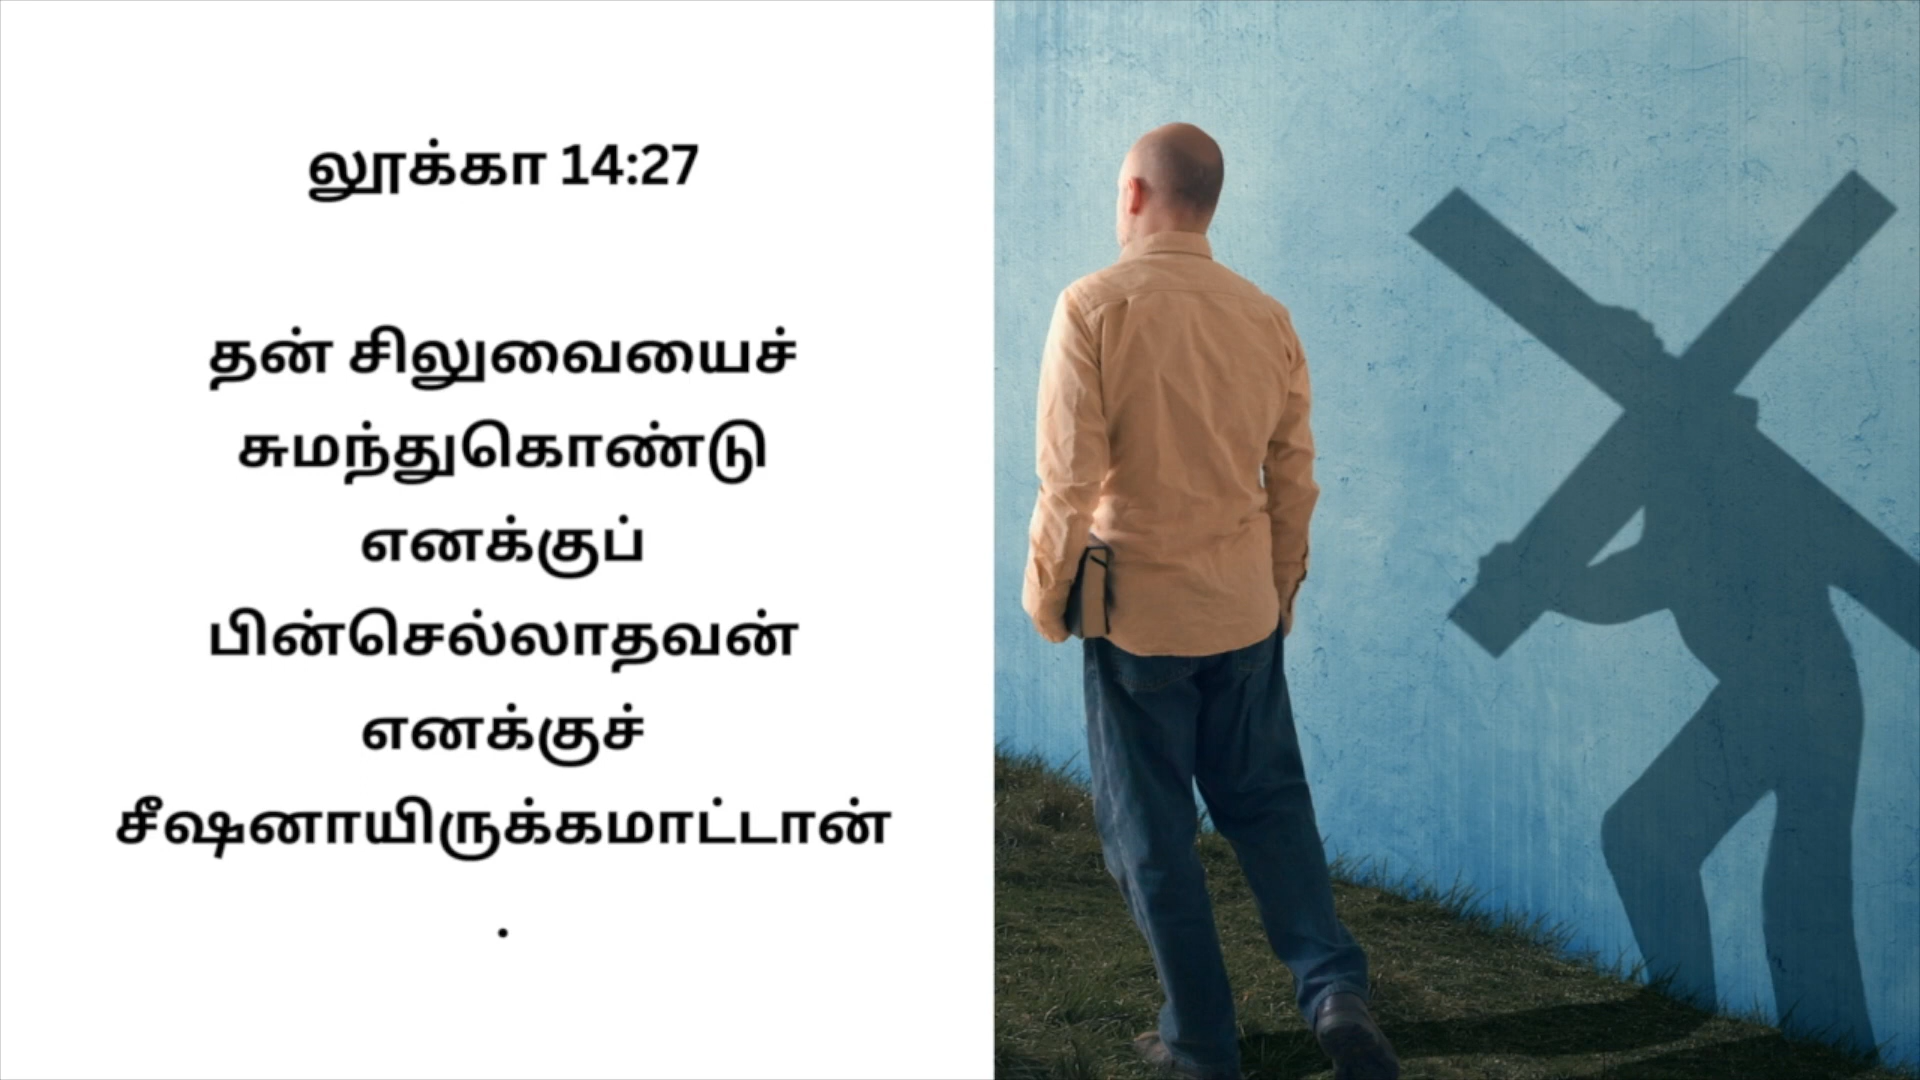 லூக்கா 14:27
தன் சிலுவையைச்
சுமந்துகொண்டு
எனக்குப்
பின்செல்லாதவன்
எனக்குச்
சீஷனாயிருக்கமாட்டான்
.